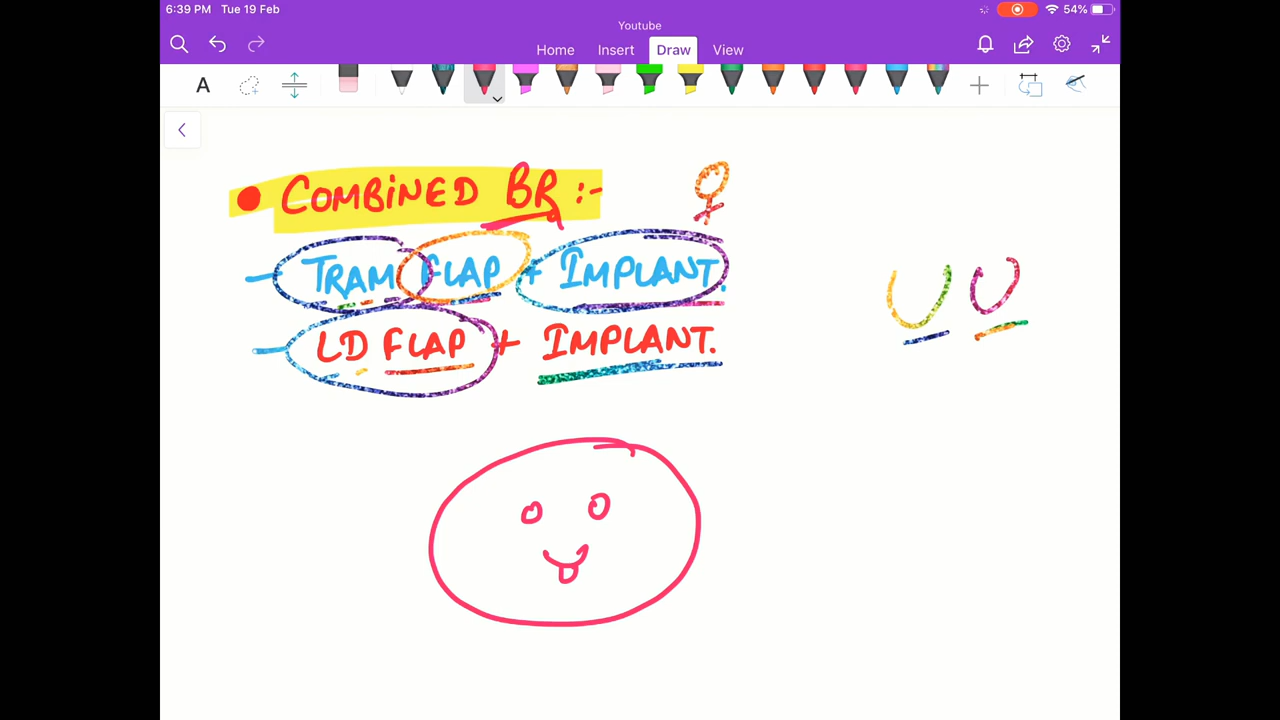 6:39 PM Tue 19 Feb 54%
Youtube
Home Insert Draw View
A
COMBINED BR :-
- TRAM FLAP + IMPLANT.
- LD FLAP + IMPLANT.